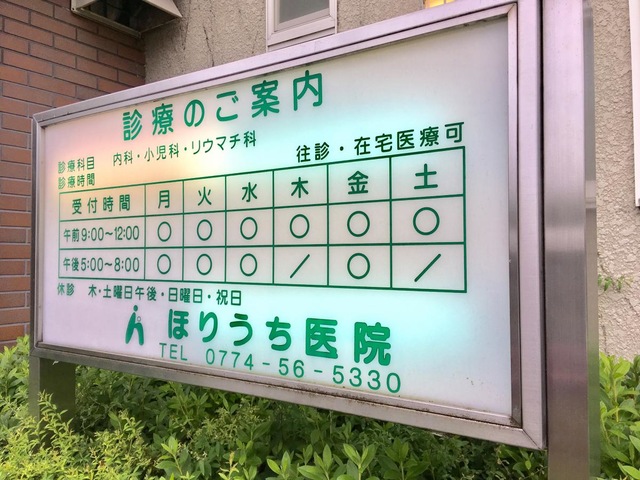 診療のご案内
診療科目 内科・小児科・リウマチ科 往診・在宅医療可
診療時間
受付時間 月 火 水 木 金 土
午前9:00〜12:00 ○ ○ ○ ○ ○ ○
午後5:00〜8:00 ○ ○ ○ ／ ○ ／
休診 木・土曜日午後・日曜日・祝日
ほりうち医院
TEL 0774-56-5330